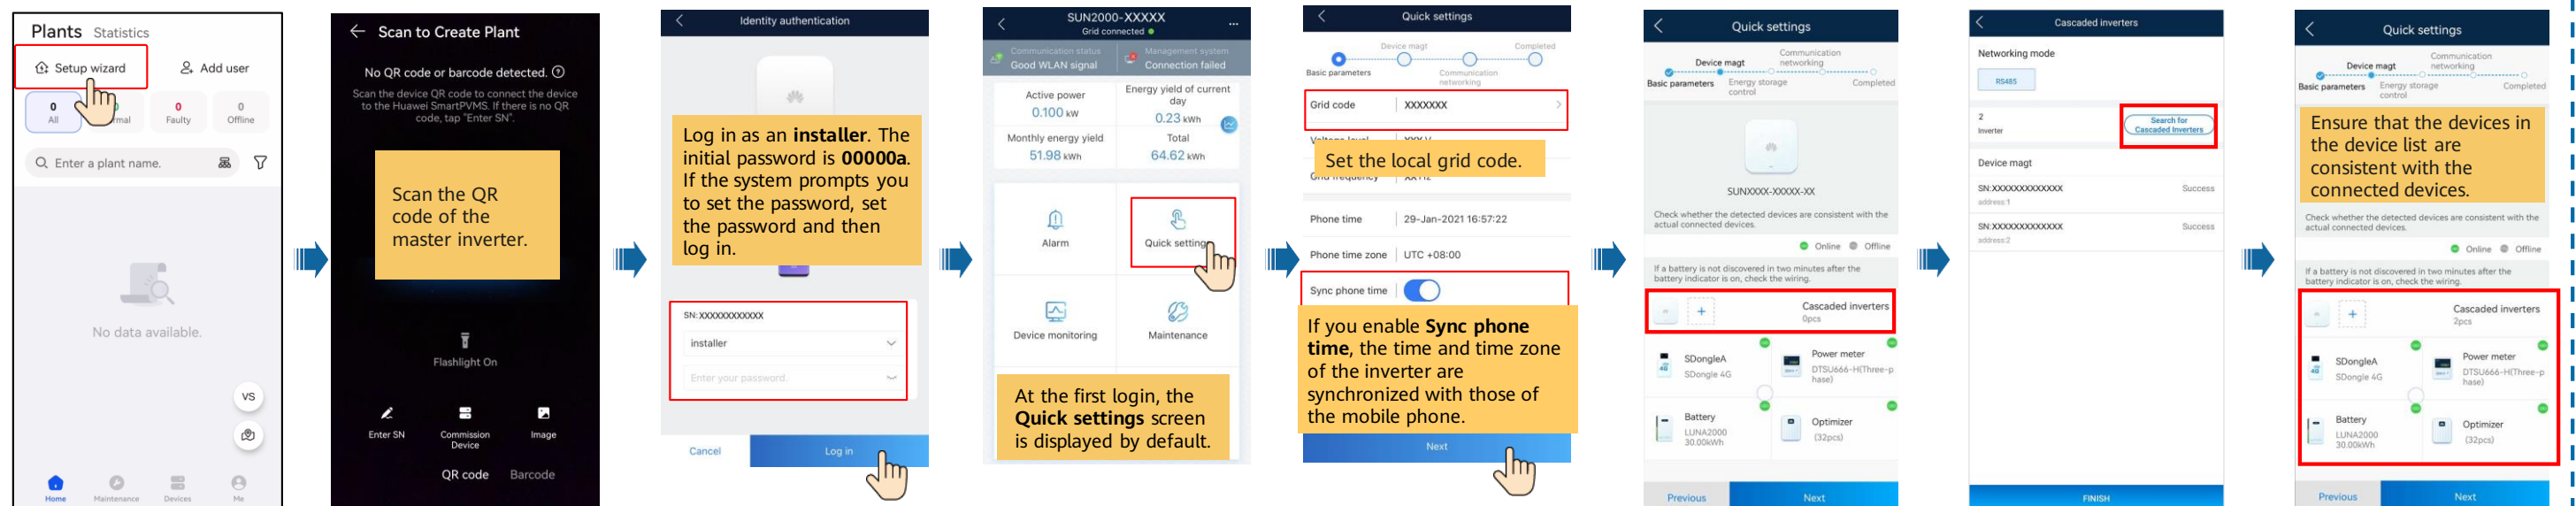 Plants Statistics
Setup wizard
Add user
0
All
0
Faulty
0
Offline
Enter a plant name.
No data available.
VS
Home
Maintenance
Devices
Me
Scan to Create Plant
No QR code or barcode detected.
Scan the device QR code to connect the device
to the Huawei SmartPVMS. If there is no QR
code, tap "Enter SN".
Scan the QR
code of the
master inverter.
Flashlight On
Enter SN
Commission
Device
Image
QR code
Barcode
Identity authentication
Log in as an installer. The
initial password is 00000a.
If the system prompts you
to set the password, set
the password and then
log in.
SN: XXXXXXXXXXXX
installer
Enter your password.
Cancel
Log in
SUN2000-XXXXX
Grid connected
Communication status
Good WLAN signal
Management system
Connection failed
Active power
0.100 kW
Energy yield of current
day
0.23 kWh
Monthly energy yield
51.98 kWh
Total
64.62 kWh
Alarm
Quick settings
Device monitoring
Maintenance
At the first login, the
Quick settings screen
is displayed by default.
Quick settings
Device magt
Completed
Basic parameters
Communication
networking
Grid code
XXXXXXX
Set the local grid code.
Phone time
29-Jan-2021 16:57:22
Phone time zone
UTC +08:00
Sync phone time
If you enable Sync phone
time, the time and time zone
of the inverter are
synchronized with those of
the mobile phone.
Next
Quick settings
Device magt
Communication
networking
Basic parameters
Energy storage
control
Completed
SUNXXXX-XXXXX-XX
Check whether the detected devices are consistent with the
actual connected devices.
Online
Offline
If a battery is not discovered in two minutes after the
battery indicator is on, check the wiring.
Cascaded inverters
0pcs
SDongleA
SDongle 4G
Power meter
DTSU666-H(Three-p
hase)
Battery
LUNA2000
30.00kWh
Optimizer
(32pcs)
Previous
Next
Cascaded inverters
Networking mode
RS485
2
Inverter
Search for
Cascaded Inverters
Device magt
SN:XXXXXXXXXXXXX
Success
address:1
SN:XXXXXXXXXXXXX
Success
address:2
FINISH
Quick settings
Device magt
Communication
networking
Basic parameters
Energy storage
control
Completed
Ensure that the devices in
the device list are
consistent with the
connected devices.
Check whether the detected devices are consistent with the
actual connected devices.
Online
Offline
If a battery is not discovered in two minutes after the
battery indicator is on, check the wiring.
Cascaded inverters
2pcs
SDongleA
SDongle 4G
Power meter
DTSU666-H(Three-p
hase)
Battery
LUNA2000
30.00kWh
Optimizer
(32pcs)
Previous
Next